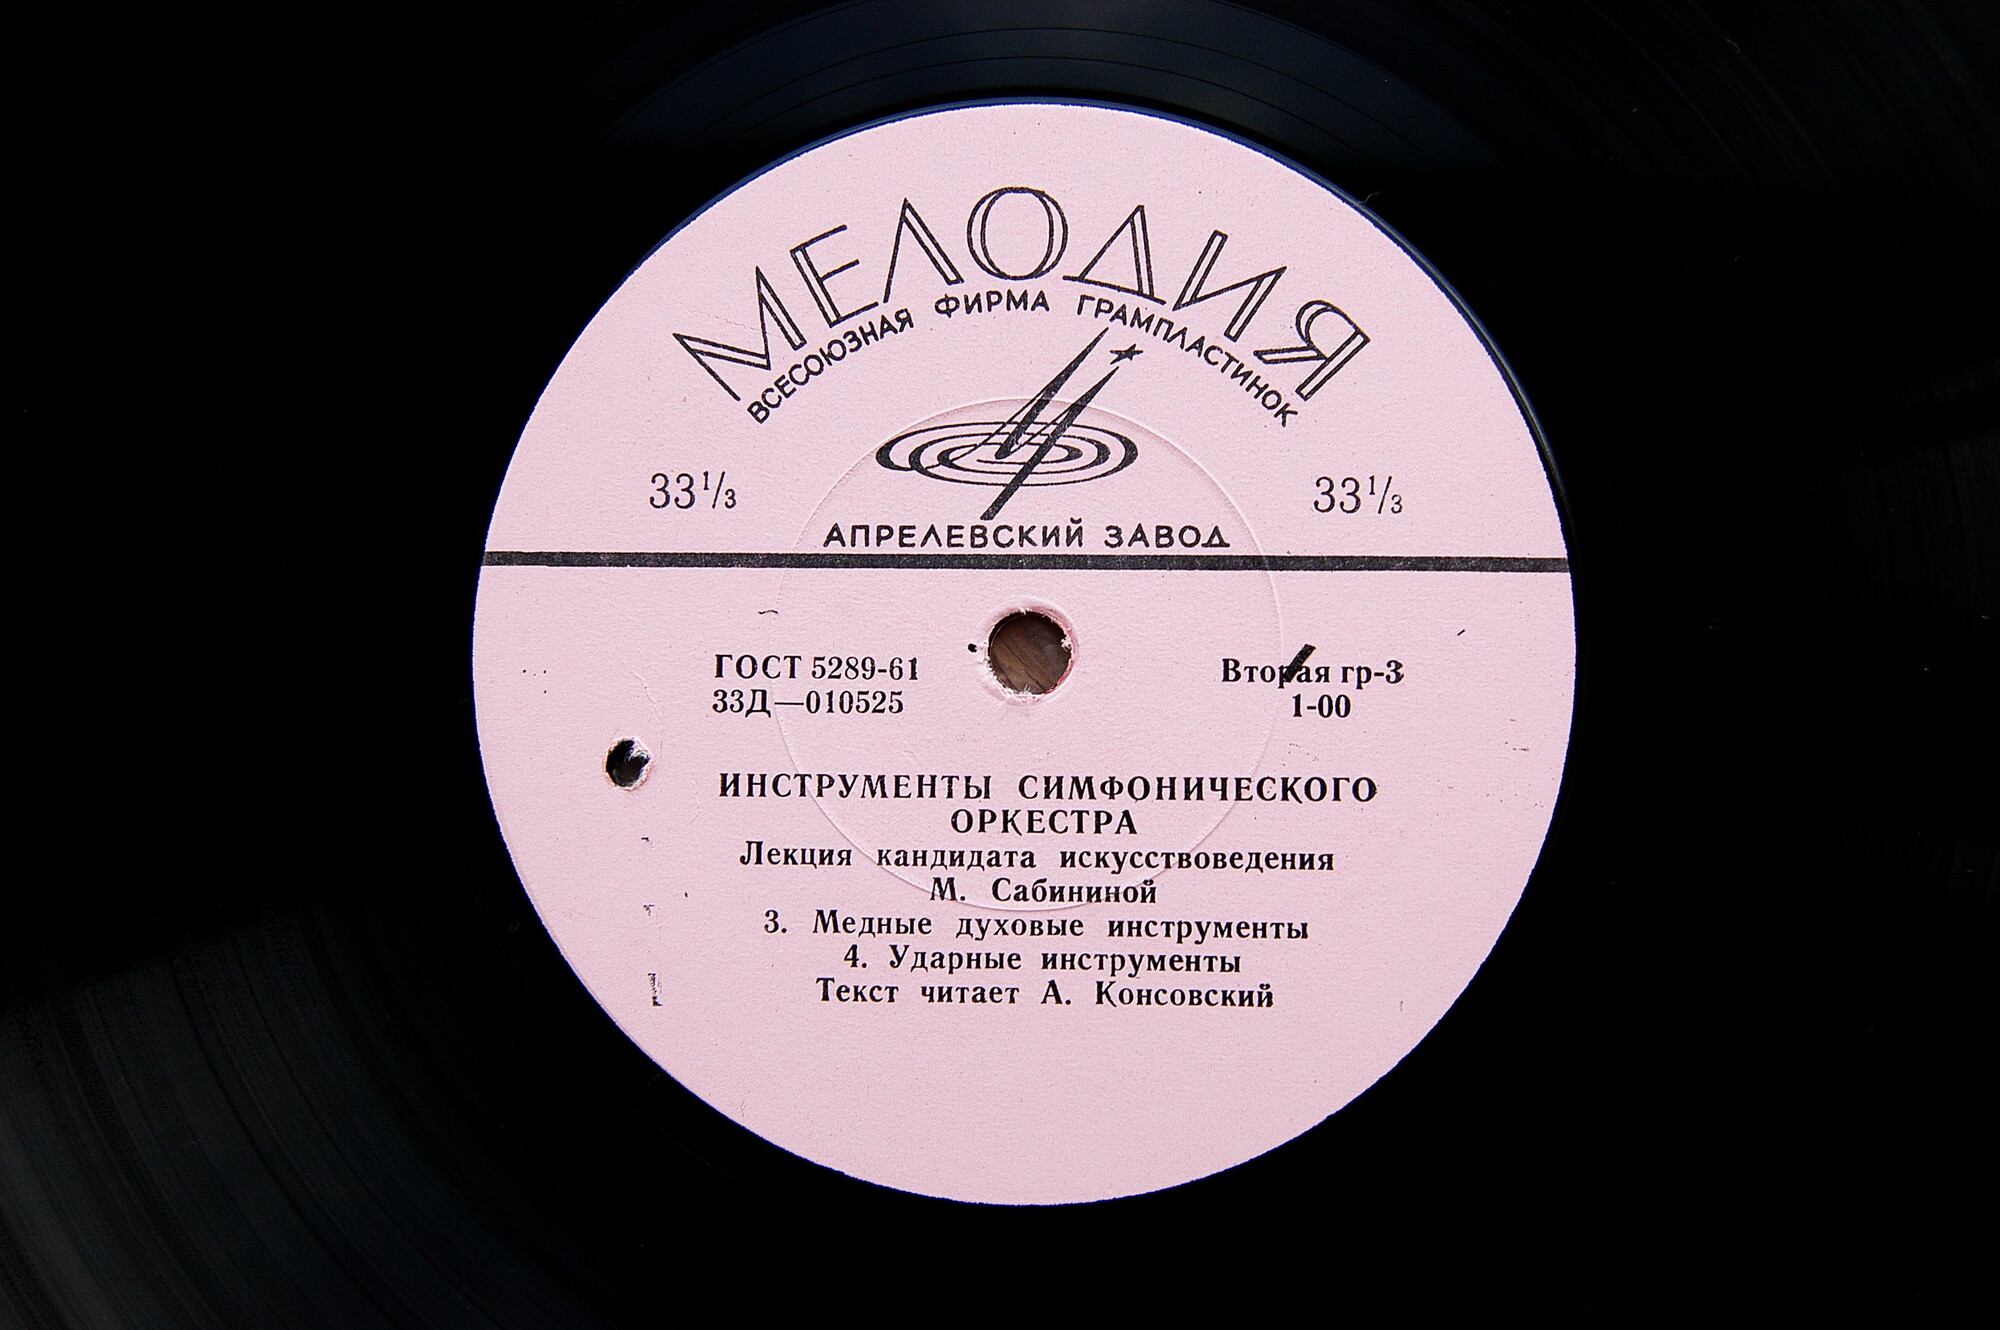 МЕЛОДИЯ
ВСЕСОЮЗНАЯ ФИРМА ГРАМПЛАСТИНОК
33¹/₃ 33¹/₃
АПРЕЛЕВСКИЙ ЗАВОД
ГОСТ 5289-61 Вторая гр-3
33Д—010525 1-00
ИНСТРУМЕНТЫ СИМФОНИЧЕСКОГО
ОРКЕСТРА
Лекция кандидата искусствоведения
М. Сабининой
3. Медные духовые инструменты
4. Ударные инструменты
Текст читает А. Консовский